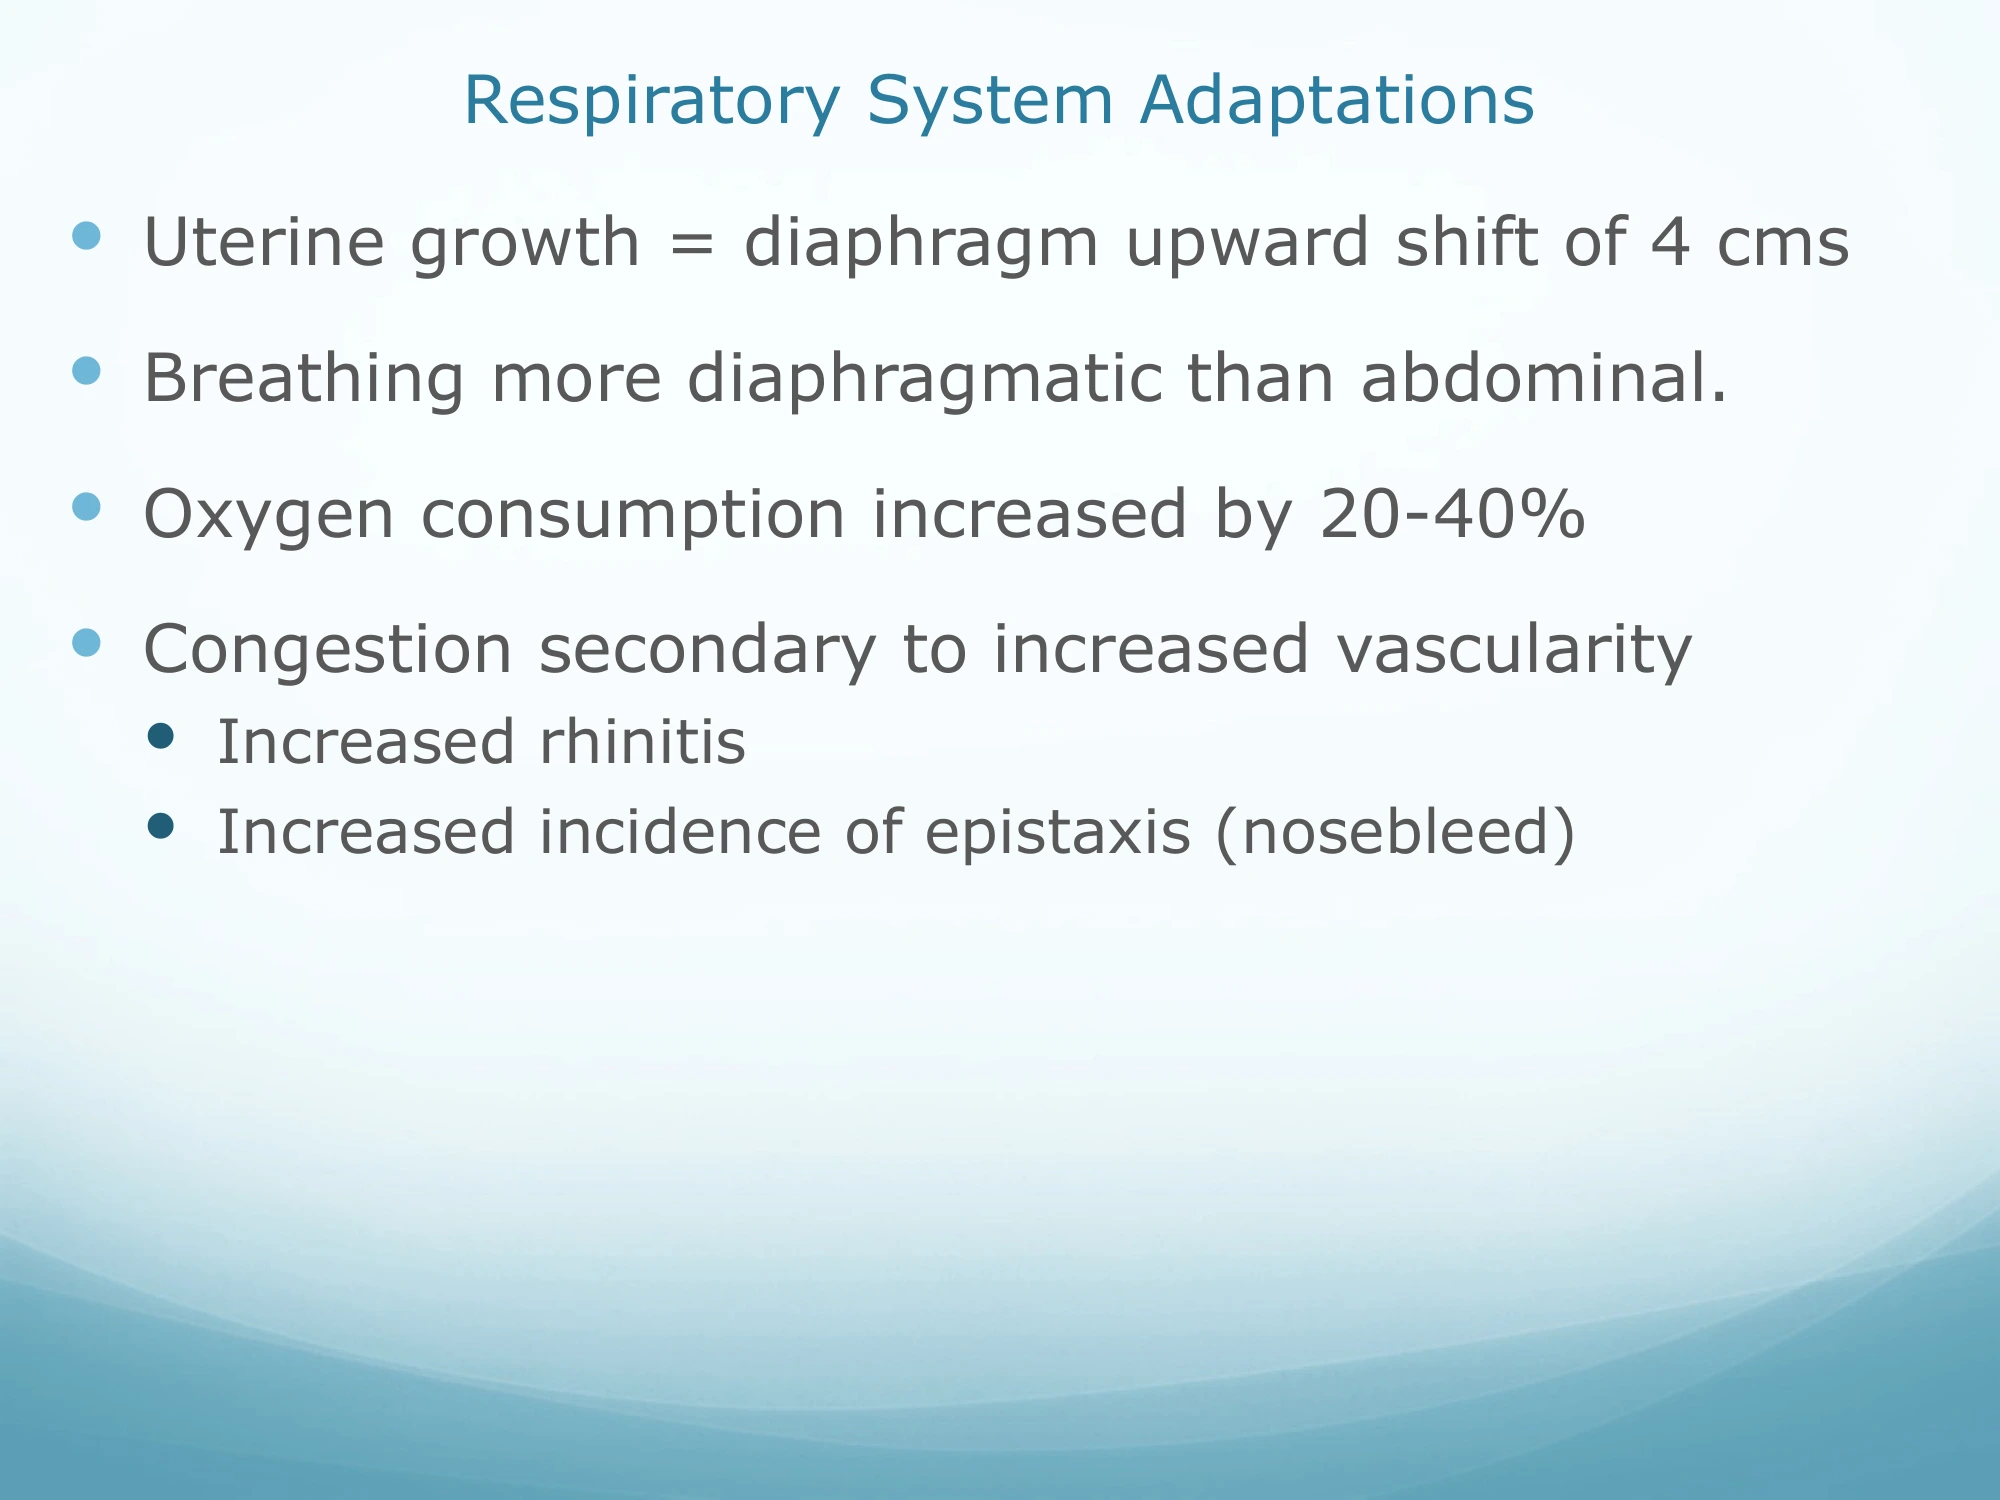 Respiratory System Adaptations
• Uterine growth = diaphragm upward shift of 4 cms
• Breathing more diaphragmatic than abdominal.
• Oxygen consumption increased by 20-40%
• Congestion secondary to increased vascularity
• Increased rhinitis
• Increased incidence of epistaxis (nosebleed)